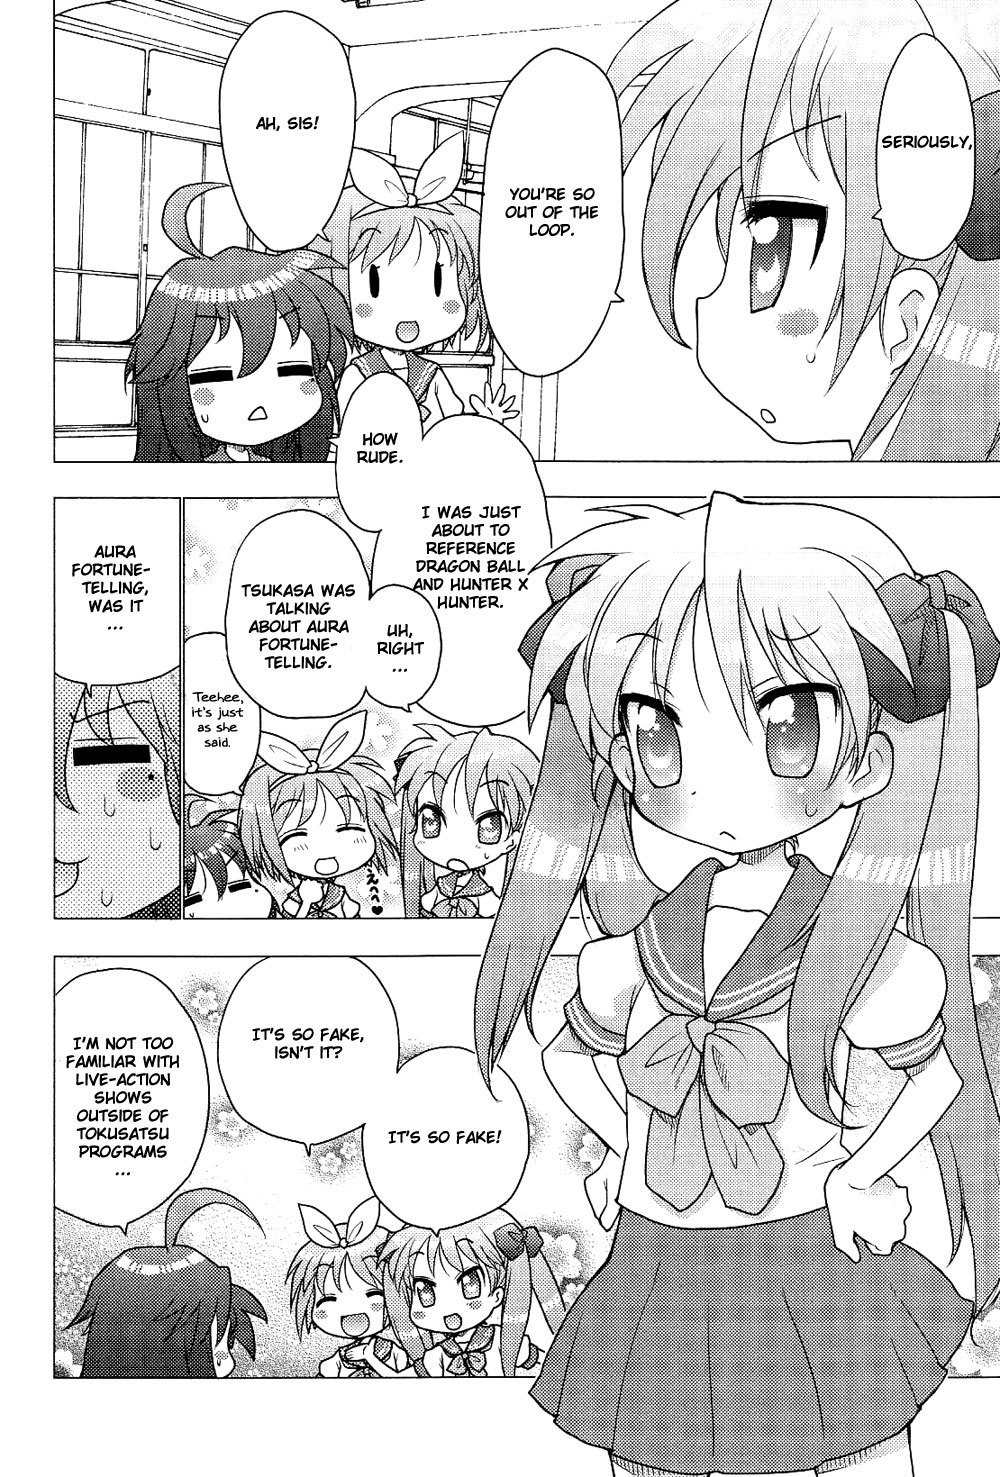 SERIOUSLY,
YOU'RE SO
OUT OF THE
LOOP.
AH, SIS!
HOW
RUDE.
I WAS JUST
ABOUT TO
REFERENCE
DRAGON BALL
AND HUNTER X
HUNTER.
UH,
RIGHT
...
TSUKASA WAS
TALKING
ABOUT AURA
FORTUNE-
TELLING.
Teehee,
it's just
as she
said.
えへへ♥
AURA
FORTUNE-
TELLING,
WAS IT
...
IT'S SO FAKE!
IT'S SO FAKE,
ISN'T IT?
I'M NOT TOO
FAMILIAR WITH
LIVE-ACTION
SHOWS
OUTSIDE OF
TOKUSATSU
PROGRAMS
...